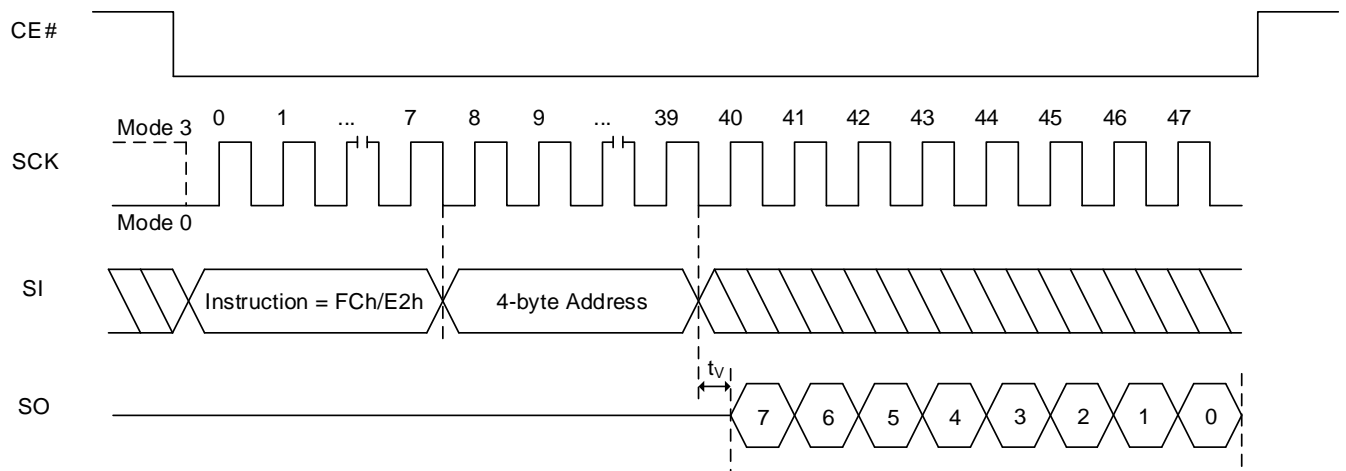 CE#
0 1 ... 7 8 9 ... 39 40 41 42 43 44 45 46 47
Mode 3
SCK
Mode 0
SI
Instruction = FCh/E2h 4-byte Address
tV
SO
7 6 5 4 3 2 1 0